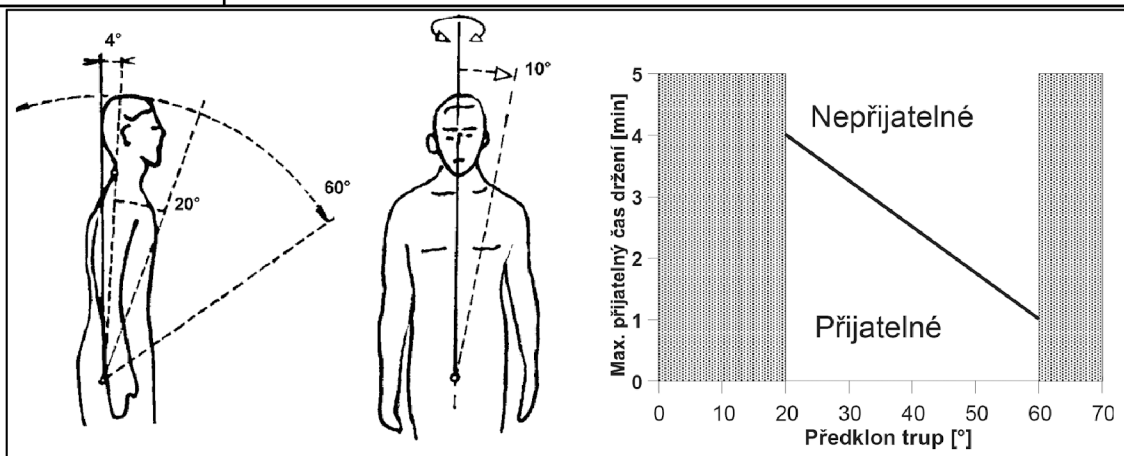 4°
20°
60°
10°
Max. přijatelný čas držení [min]
5
4
3
2
1
0
Nepřijatelné
Přijatelné
0 10 20 30 40 50 60 70
Předklon trup [°]